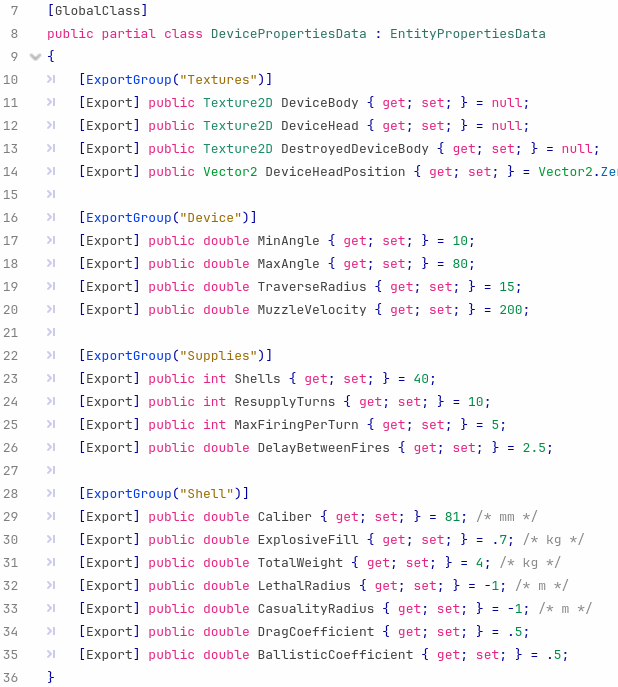 7 [GlobalClass]
8 public partial class DevicePropertiesData : EntityPropertiesData
9 {
10 [ExportGroup("Textures")]
11 [Export] public Texture2D DeviceBody { get; set; } = null;
12 [Export] public Texture2D DeviceHead { get; set; } = null;
13 [Export] public Texture2D DestroyedDeviceBody { get; set; } = null;
14 [Export] public Vector2 DeviceHeadPosition { get; set; } = Vector2.Ze
15
16 [ExportGroup("Device")]
17 [Export] public double MinAngle { get; set; } = 10;
18 [Export] public double MaxAngle { get; set; } = 80;
19 [Export] public double TraverseRadius { get; set; } = 15;
20 [Export] public double MuzzleVelocity { get; set; } = 200;
21
22 [ExportGroup("Supplies")]
23 [Export] public int Shells { get; set; } = 40;
24 [Export] public int ResupplyTurns { get; set; } = 10;
25 [Export] public int MaxFiringPerTurn { get; set; } = 5;
26 [Export] public double DelayBetweenFires { get; set; } = 2.5;
27
28 [ExportGroup("Shell")]
29 [Export] public double Caliber { get; set; } = 81; /* mm */
30 [Export] public double ExplosiveFill { get; set; } = .7; /* kg */
31 [Export] public double TotalWeight { get; set; } = 4; /* kg */
32 [Export] public double LethalRadius { get; set; } = -1; /* m */
33 [Export] public double CasualityRadius { get; set; } = -1; /* m */
34 [Export] public double DragCoefficient { get; set; } = .5;
35 [Export] public double BallisticCoefficient { get; set; } = .5;
36 }